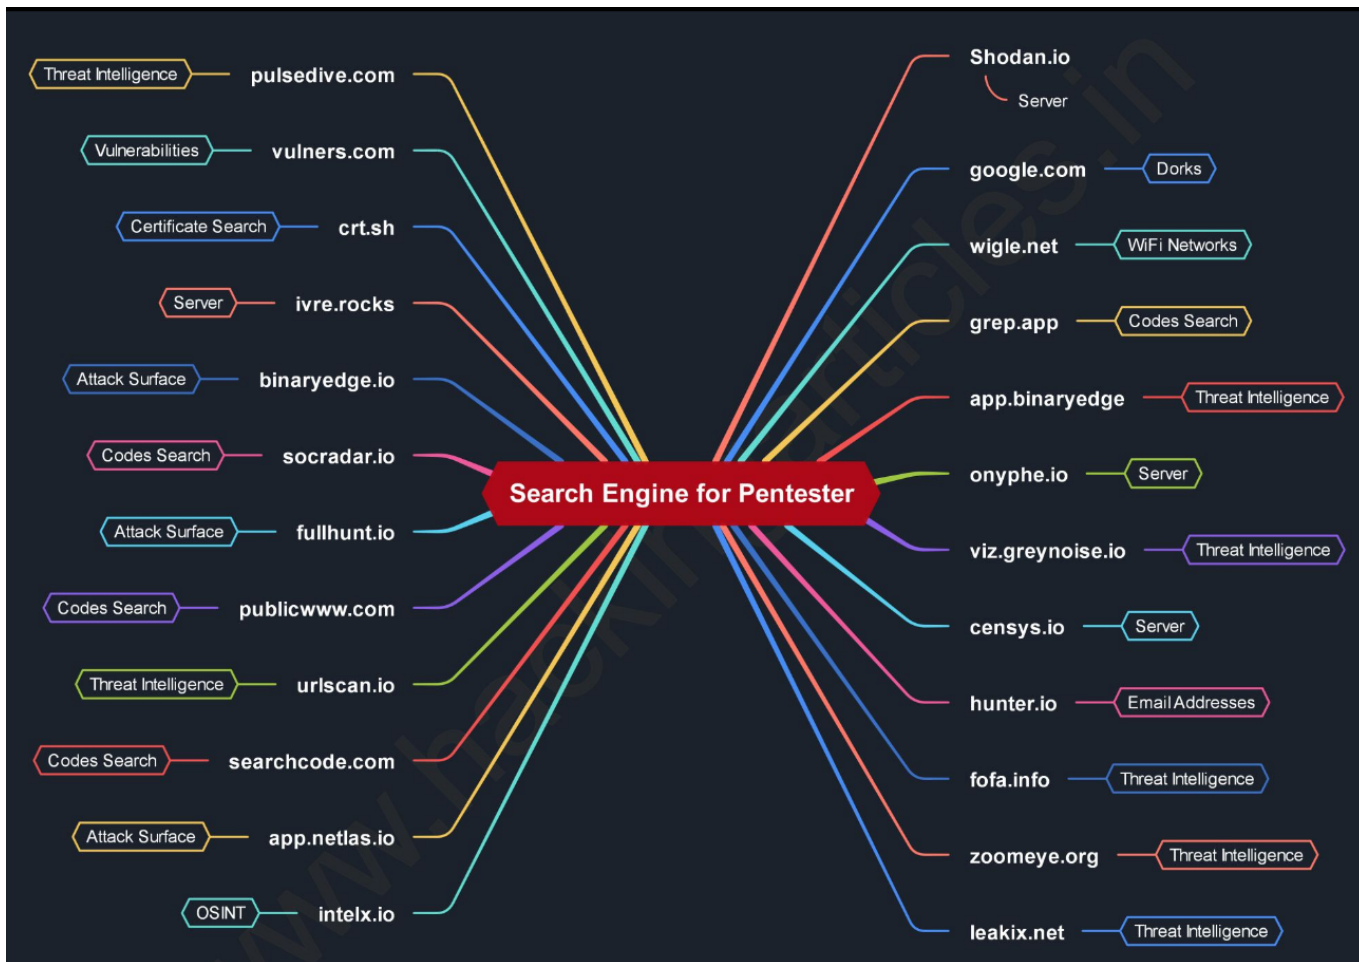 Threat Intelligence pulsedive.com
Vulnerabilities vulners.com
Certificate Search crt.sh
Server ivre.rocks
Attack Surface binaryedge.io
Codes Search socradar.io
Attack Surface fullhunt.io
Codes Search publicwww.com
Threat Intelligence urlscan.io
Codes Search searchcode.com
Attack Surface app.netlas.io
OSINT intelx.io
Search Engine for Pentester
Shodan.io
Server
google.com Dorks
wigle.net WiFi Networks
grep.app Codes Search
app.binaryedge Threat Intelligence
onyphe.io Server
viz.greynoise.io Threat Intelligence
censys.io Server
hunter.io Email Addresses
fofa.info Threat Intelligence
zoomeye.org Threat Intelligence
leakix.net Threat Intelligence